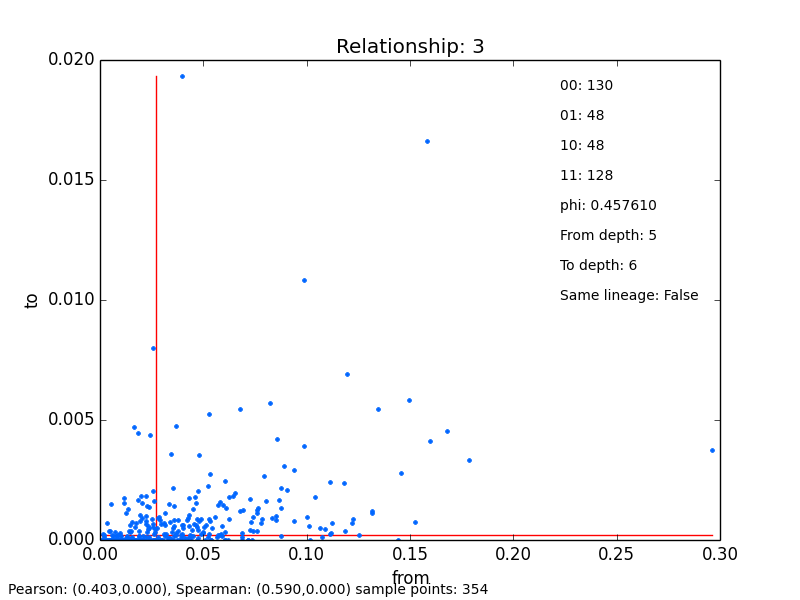 Relationship: 3
0.020
0.015
0.010
0.005
0.000
to
00: 130
01: 48
10: 48
11: 128
phi: 0.457610
From depth: 5
To depth: 6
Same lineage: False
0.00 0.05 0.10 0.15 0.20 0.25 0.30
from
Pearson: (0.403,0.000), Spearman: (0.590,0.000) sample points: 354